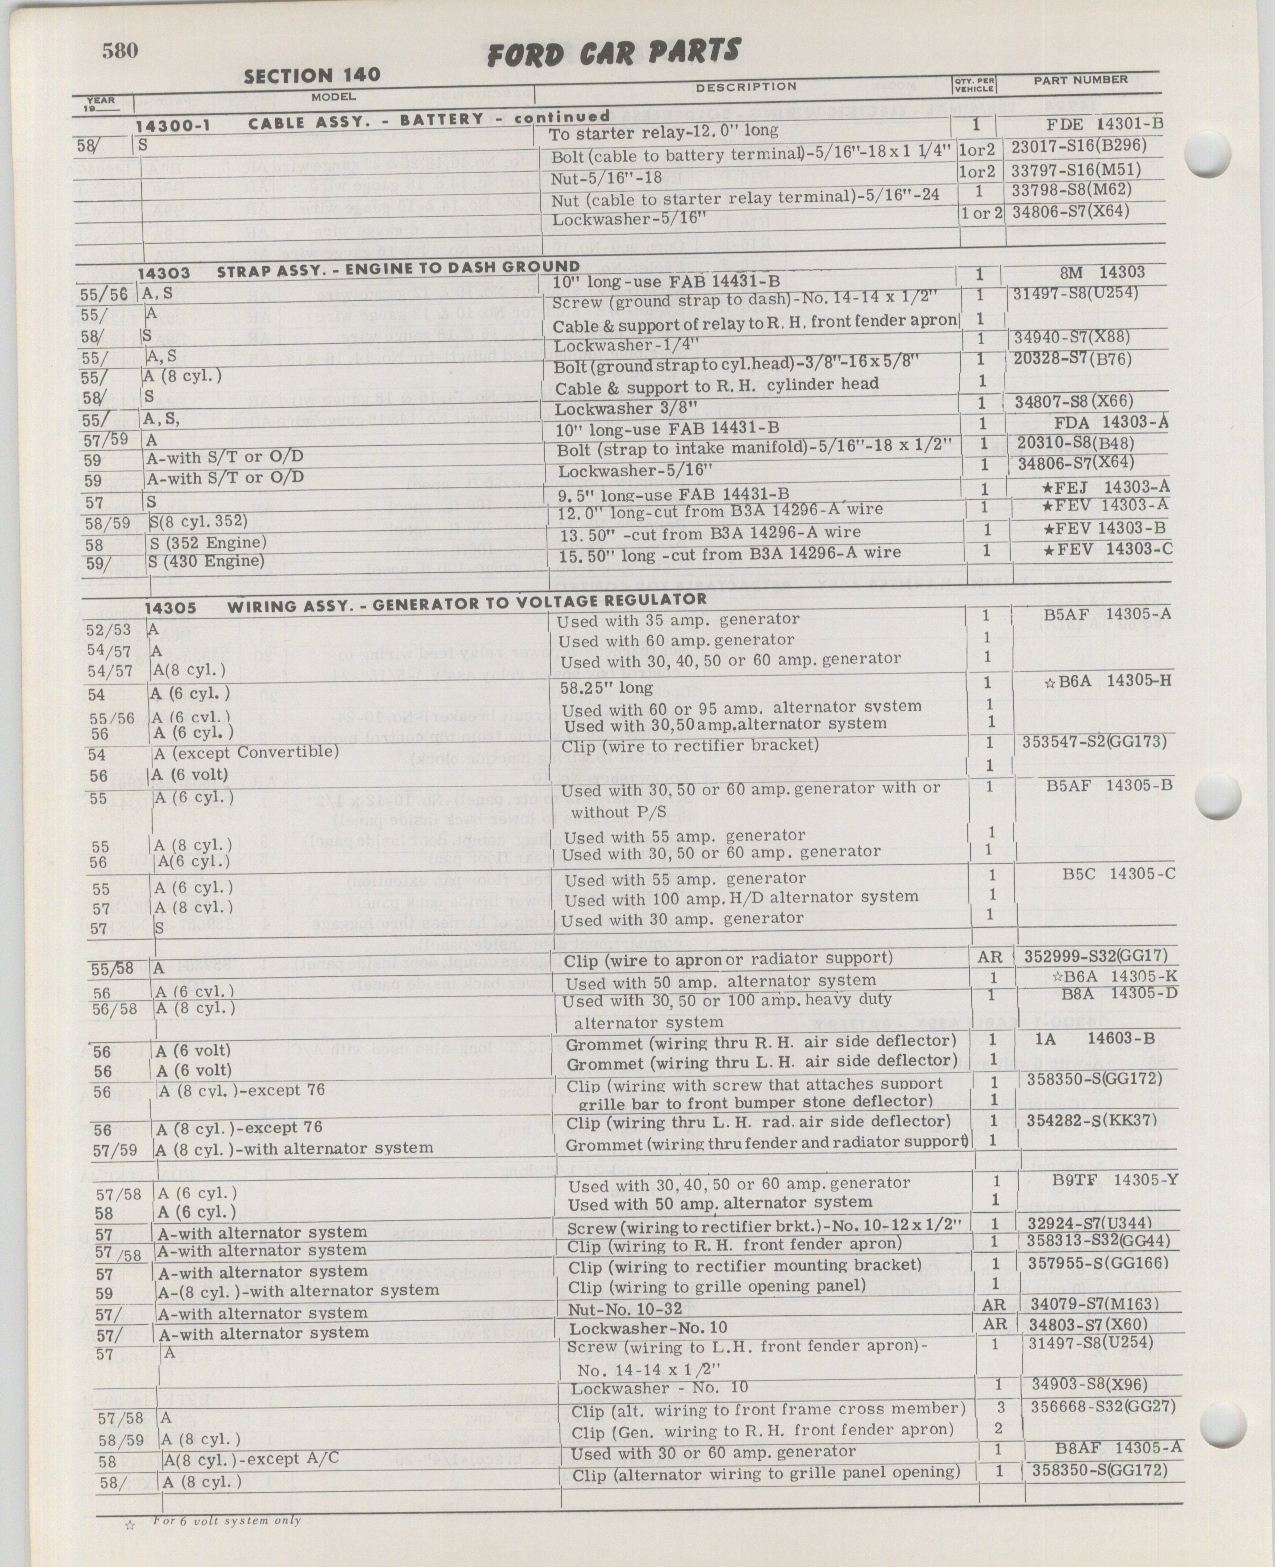 580
FORD CAR PARTS
SECTION 140
YEAR 19__ MODEL DESCRIPTION QTY. PER VEHICLE PART NUMBER
14300-1 CABLE ASSY. - BATTERY - continued
58/ S To starter relay-12.0" long 1 FDE 14301-B
Bolt (cable to battery terminal)-5/16"-18 x 1 1/4" 1or2 23017-S16(B296)
Nut-5/16"-18 1or2 33797-S16(M51)
Nut (cable to starter relay terminal)-5/16"-24 1 33798-S8(M62)
Lockwasher-5/16" 1 or 2 34806-S7(X64)
14303 STRAP ASSY. - ENGINE TO DASH GROUND
55/56 A, S 10" long-use FAB 14431-B 1 8M 14303
55/ A Screw (ground strap to dash)-No. 14-14 x 1/2" 1 31497-S8(U254)
58/ S Cable & support of relay to R. H. front fender apron 1
55/ A, S Lockwasher-1/4" 1 34940-S7(X88)
55/ A (8 cyl.) Bolt (ground strap to cyl. head)-3/8"-16 x 5/8" 1 20328-S7(B76)
58/ S Cable & support to R. H. cylinder head 1
55/ A, S, Lockwasher 3/8" 1 34807-S8(X66)
57/59 A 10" long-use FAB 14431-B 1 FDA 14303-A
59 A-with S/T or O/D Bolt (strap to intake manifold)-5/16"-18 x 1/2" 1 20310-S8(B48)
59 A-with S/T or O/D Lockwasher-5/16" 1 34806-S7(X64)
57 S 9.5" long-use FAB 14431-B 1 ★FEJ 14303-A
58/59 S(8 cyl. 352) 12.0" long-cut from B3A 14296-A wire 1 ★FEV 14303-A
58 S (352 Engine) 13.50" -cut from B3A 14296-A wire 1 ★FEV 14303-B
59/ S (430 Engine) 15.50" long -cut from B3A 14296-A wire 1 ★FEV 14303-C
14305 WIRING ASSY. - GENERATOR TO VOLTAGE REGULATOR
52/53 A Used with 35 amp. generator 1 B5AF 14305-A
54/57 A Used with 60 amp. generator 1
54/57 A(8 cyl.) Used with 30, 40, 50 or 60 amp. generator 1
54 A (6 cyl.) 58.25" long 1 ☆B6A 14305-H
55/56 A (6 cyl.) Used with 60 or 95 amp. alternator system 1
56 A (6 cyl.) Used with 30,50 amp. alternator system 1
54 A (except Convertible) Clip (wire to rectifier bracket) 1 353547-S2(GG173)
56 A (6 volt) 1
55 A (6 cyl.) Used with 30, 50 or 60 amp. generator with or 1 B5AF 14305-B
without P/S
55 A (8 cyl.) Used with 55 amp. generator 1
56 A(6 cyl.) Used with 30, 50 or 60 amp. generator 1
55 A (6 cyl.) Used with 55 amp. generator 1 B5C 14305-C
57 A (8 cyl.) Used with 100 amp. H/D alternator system 1
57 S Used with 30 amp. generator 1
55/58 A Clip (wire to apron or radiator support) AR 352999-S32(GG17)
56 A (6 cyl.) Used with 50 amp. alternator system 1 ☆B6A 14305-K
56/58 A (8 cyl.) Used with 30, 50 or 100 amp. heavy duty 1 B8A 14305-D
alternator system
56 A (6 volt) Grommet (wiring thru R. H. air side deflector) 1 1A 14603-B
56 A (6 volt) Grommet (wiring thru L. H. air side deflector) 1
56 A (8 cyl.)-except 76 Clip (wiring with screw that attaches support 1 358350-S(GG172)
grille bar to front bumper stone deflector) 1
56 A (8 cyl.)-except 76 Clip (wiring thru L. H. rad. air side deflector) 1 354282-S(KK37)
57/59 A (8 cyl.)-with alternator system Grommet (wiring thru fender and radiator support) 1
57/58 A (6 cyl.) Used with 30, 40, 50 or 60 amp. generator 1 B9TF 14305-Y
58 A (6 cyl.) Used with 50 amp. alternator system 1
57 A-with alternator system Screw (wiring to rectifier brkt.)-No. 10-12 x 1/2" 1 32924-S7(U344)
57/58 A-with alternator system Clip (wiring to R. H. front fender apron) 1 358313-S32(GG44)
57 A-with alternator system Clip (wiring to rectifier mounting bracket) 1 357955-S(GG166)
59 A-(8 cyl.)-with alternator system Clip (wiring to grille opening panel) 1
57/ A-with alternator system Nut-No. 10-32 AR 34079-S7(M163)
57/ A-with alternator system Lockwasher-No. 10 AR 34803-S7(X60)
57 A Screw (wiring to L.H. front fender apron)- 1 31497-S8(U254)
No. 14-14 x 1/2"
Lockwasher - No. 10 1 34903-S8(X96)
57/58 A Clip (alt. wiring to front frame cross member) 3 356668-S32(GG27)
58/59 A (8 cyl.) Clip (Gen. wiring to R. H. front fender apron) 2
58 A(8 cyl.)-except A/C Used with 30 or 60 amp. generator 1 B8AF 14305-A
58/ A (8 cyl.) Clip (alternator wiring to grille panel opening) 1 358350-S(GG172)
☆ For 6 volt system only